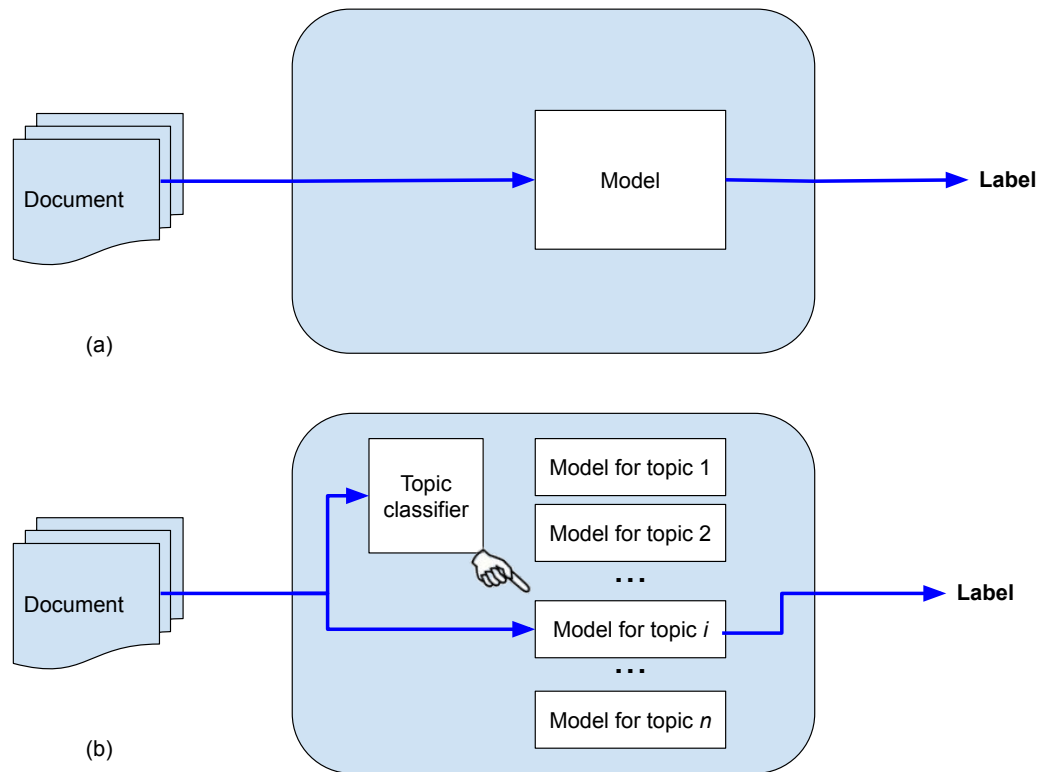 Document
Model
Label
(a)
Topic
classifier
Model for topic 1
Model for topic 2
...
Document
Label
Model for topic i
...
Model for topic n
(b)